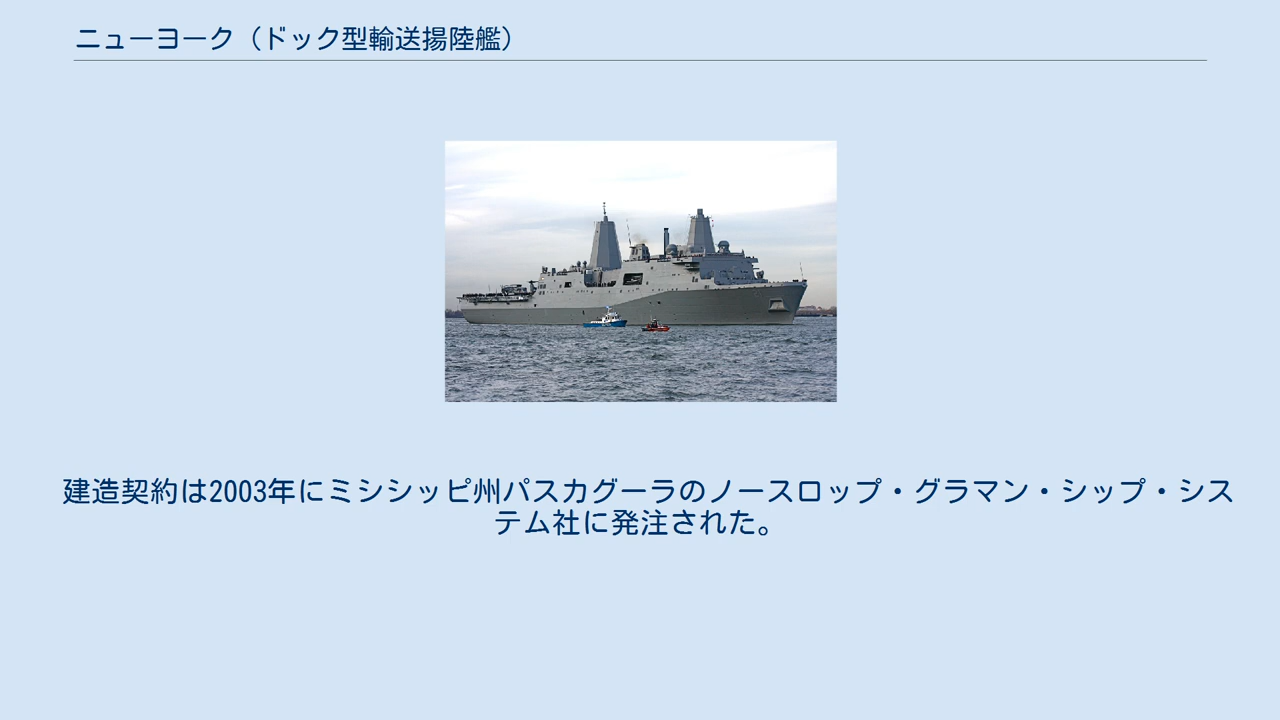 ニューヨーク（ドック型輸送揚陸艦）
建造契約は2003年にミシシッピ州パスカグーラのノースロップ・グラマン・シップ・シス
テム社に発注された。